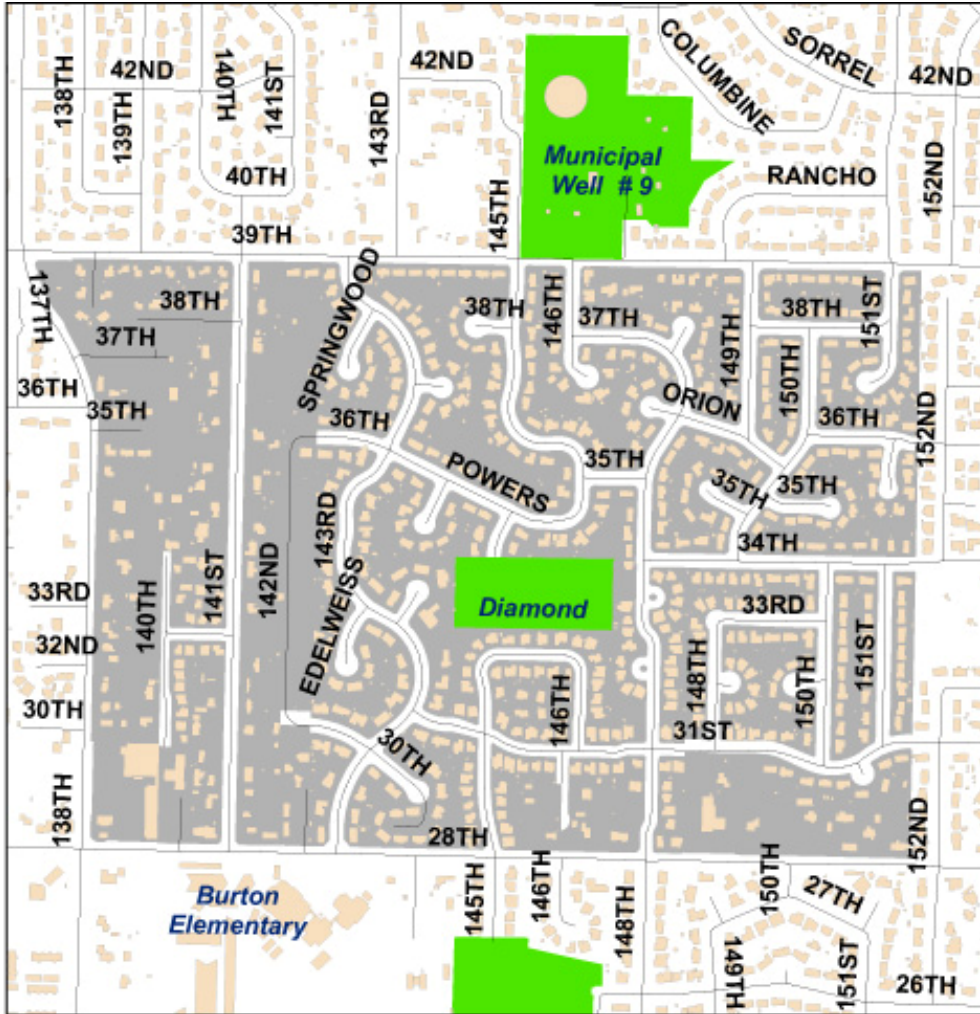 COLUMBINE
SORREL
42ND
138TH
139TH
140TH
141ST
143RD
42ND
42ND
40TH
Municipal
Well # 9
RANCHO
152ND
145TH
39TH
137TH
38TH
37TH
36TH
35TH
SPRINGWOOD
38TH
146TH
37TH
149TH
38TH
151ST
150TH
36TH
ORION
36TH
152ND
POWERS
35TH
35TH
35TH
34TH
143RD
142ND
141ST
140TH
33RD
32ND
30TH
138TH
EDELWEISS
Diamond
33RD
148TH
150TH
151ST
146TH
31ST
30TH
28TH
152ND
Burton
Elementary
145TH
146TH
148TH
150TH
27TH
149TH
151ST
26TH